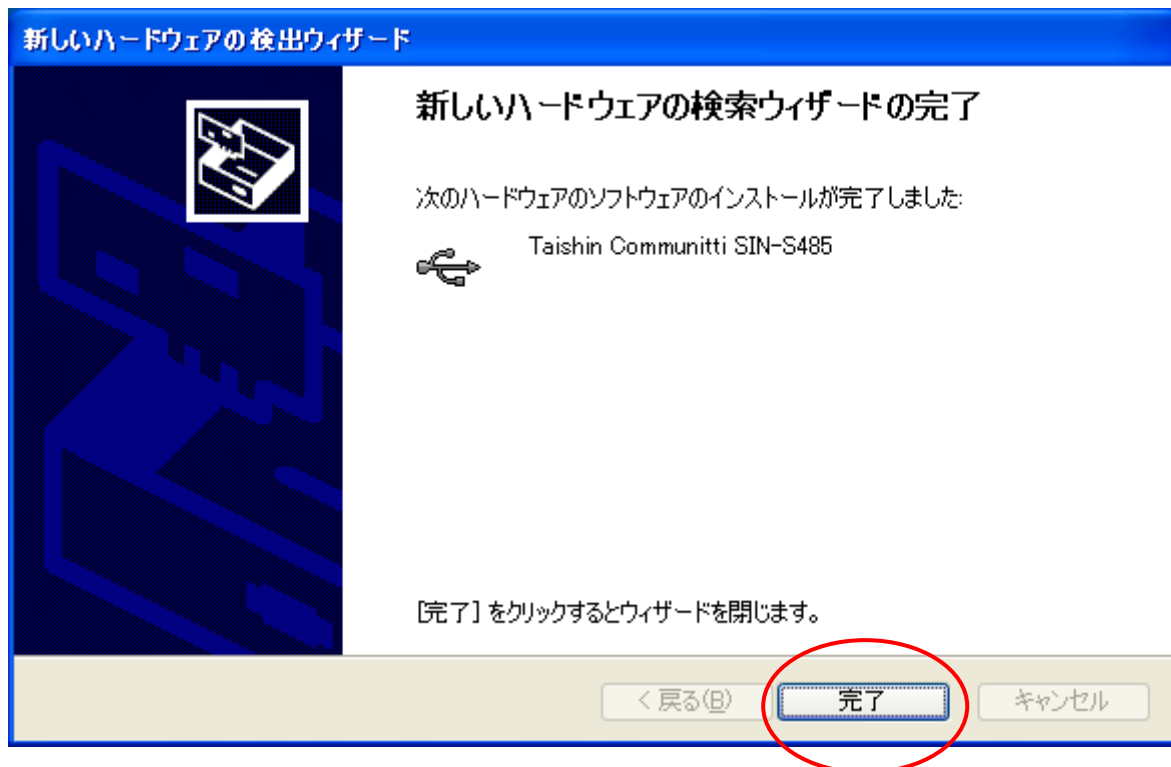 新しいハードウェアの検出ウィザード
新しいハードウェアの検索ウィザードの完了
次のハードウェアのソフトウェアのインストールが完了しました:
Taishin Communitti SIN-S485
[完了] をクリックするとウィザードを閉じます。
< 戻る(B) 完了 キャンセル